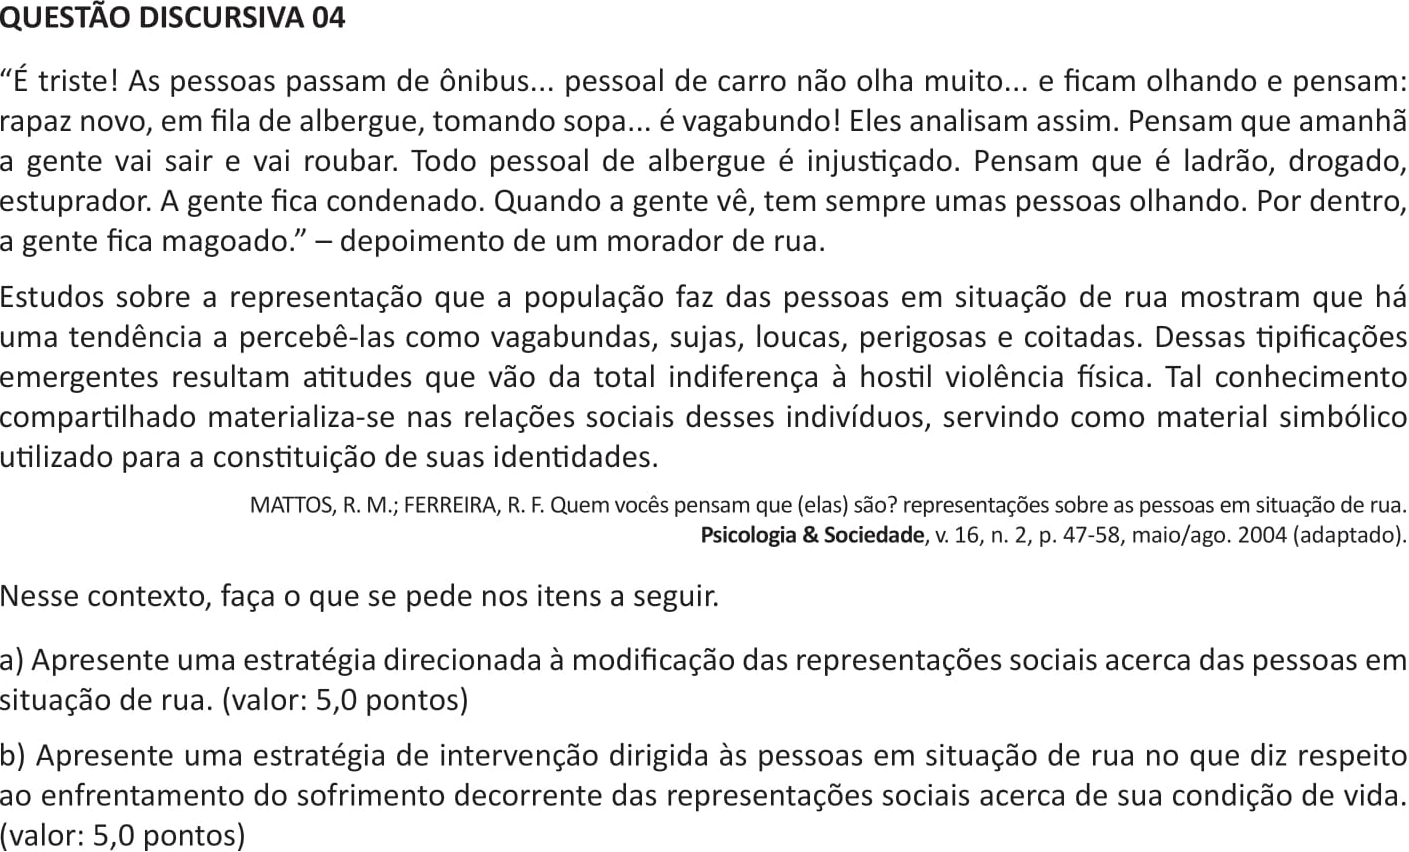 QUESTÃO DISCURSIVA 04
“É triste! As pessoas passam de ônibus... pessoal de carro não olha muito... e ficam olhando e pensam:
rapaz novo, em fila de albergue, tomando sopa... é vagabundo! Eles analisam assim. Pensam que amanhã
a gente vai sair e vai roubar. Todo pessoal de albergue é injustiçado. Pensam que é ladrão, drogado,
estuprador. A gente fica condenado. Quando a gente vê, tem sempre umas pessoas olhando. Por dentro,
a gente fica magoado.” – depoimento de um morador de rua.
Estudos sobre a representação que a população faz das pessoas em situação de rua mostram que há
uma tendência a percebê-las como vagabundas, sujas, loucas, perigosas e coitadas. Dessas tipificações
emergentes resultam atitudes que vão da total indiferença à hostil violência física. Tal conhecimento
compartilhado materializa-se nas relações sociais desses indivíduos, servindo como material simbólico
utilizado para a constituição de suas identidades.
MATTOS, R. M.; FERREIRA, R. F. Quem vocês pensam que (elas) são? representações sobre as pessoas em situação de rua.
Psicologia & Sociedade, v. 16, n. 2, p. 47-58, maio/ago. 2004 (adaptado).
Nesse contexto, faça o que se pede nos itens a seguir.
a) Apresente uma estratégia direcionada à modificação das representações sociais acerca das pessoas em
situação de rua. (valor: 5,0 pontos)
b) Apresente uma estratégia de intervenção dirigida às pessoas em situação de rua no que diz respeito
ao enfrentamento do sofrimento decorrente das representações sociais acerca de sua condição de vida.
(valor: 5,0 pontos)